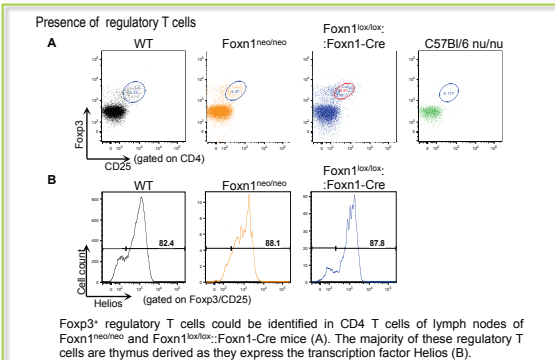 Presence of regulatory T cells
A
WT
Foxn1neo/neo
Foxn1lox/lox:
:Foxn1-Cre
C57Bl/6 nu/nu
Foxp3
CD25
(gated on CD4)
B
WT
Foxn1neo/neo
Foxn1lox/lox:
:Foxn1-Cre
82.4
88.1
87.8
Cell count
Helios
(gated on Foxp3/CD25)
Foxp3+ regulatory T cells could be identified in CD4 T cells of lymph nodes of
Foxn1neo/neo and Foxn1lox/lox::Foxn1-Cre mice (A). The majority of these regulatory T
cells are thymus derived as they express the transcription factor Helios (B).